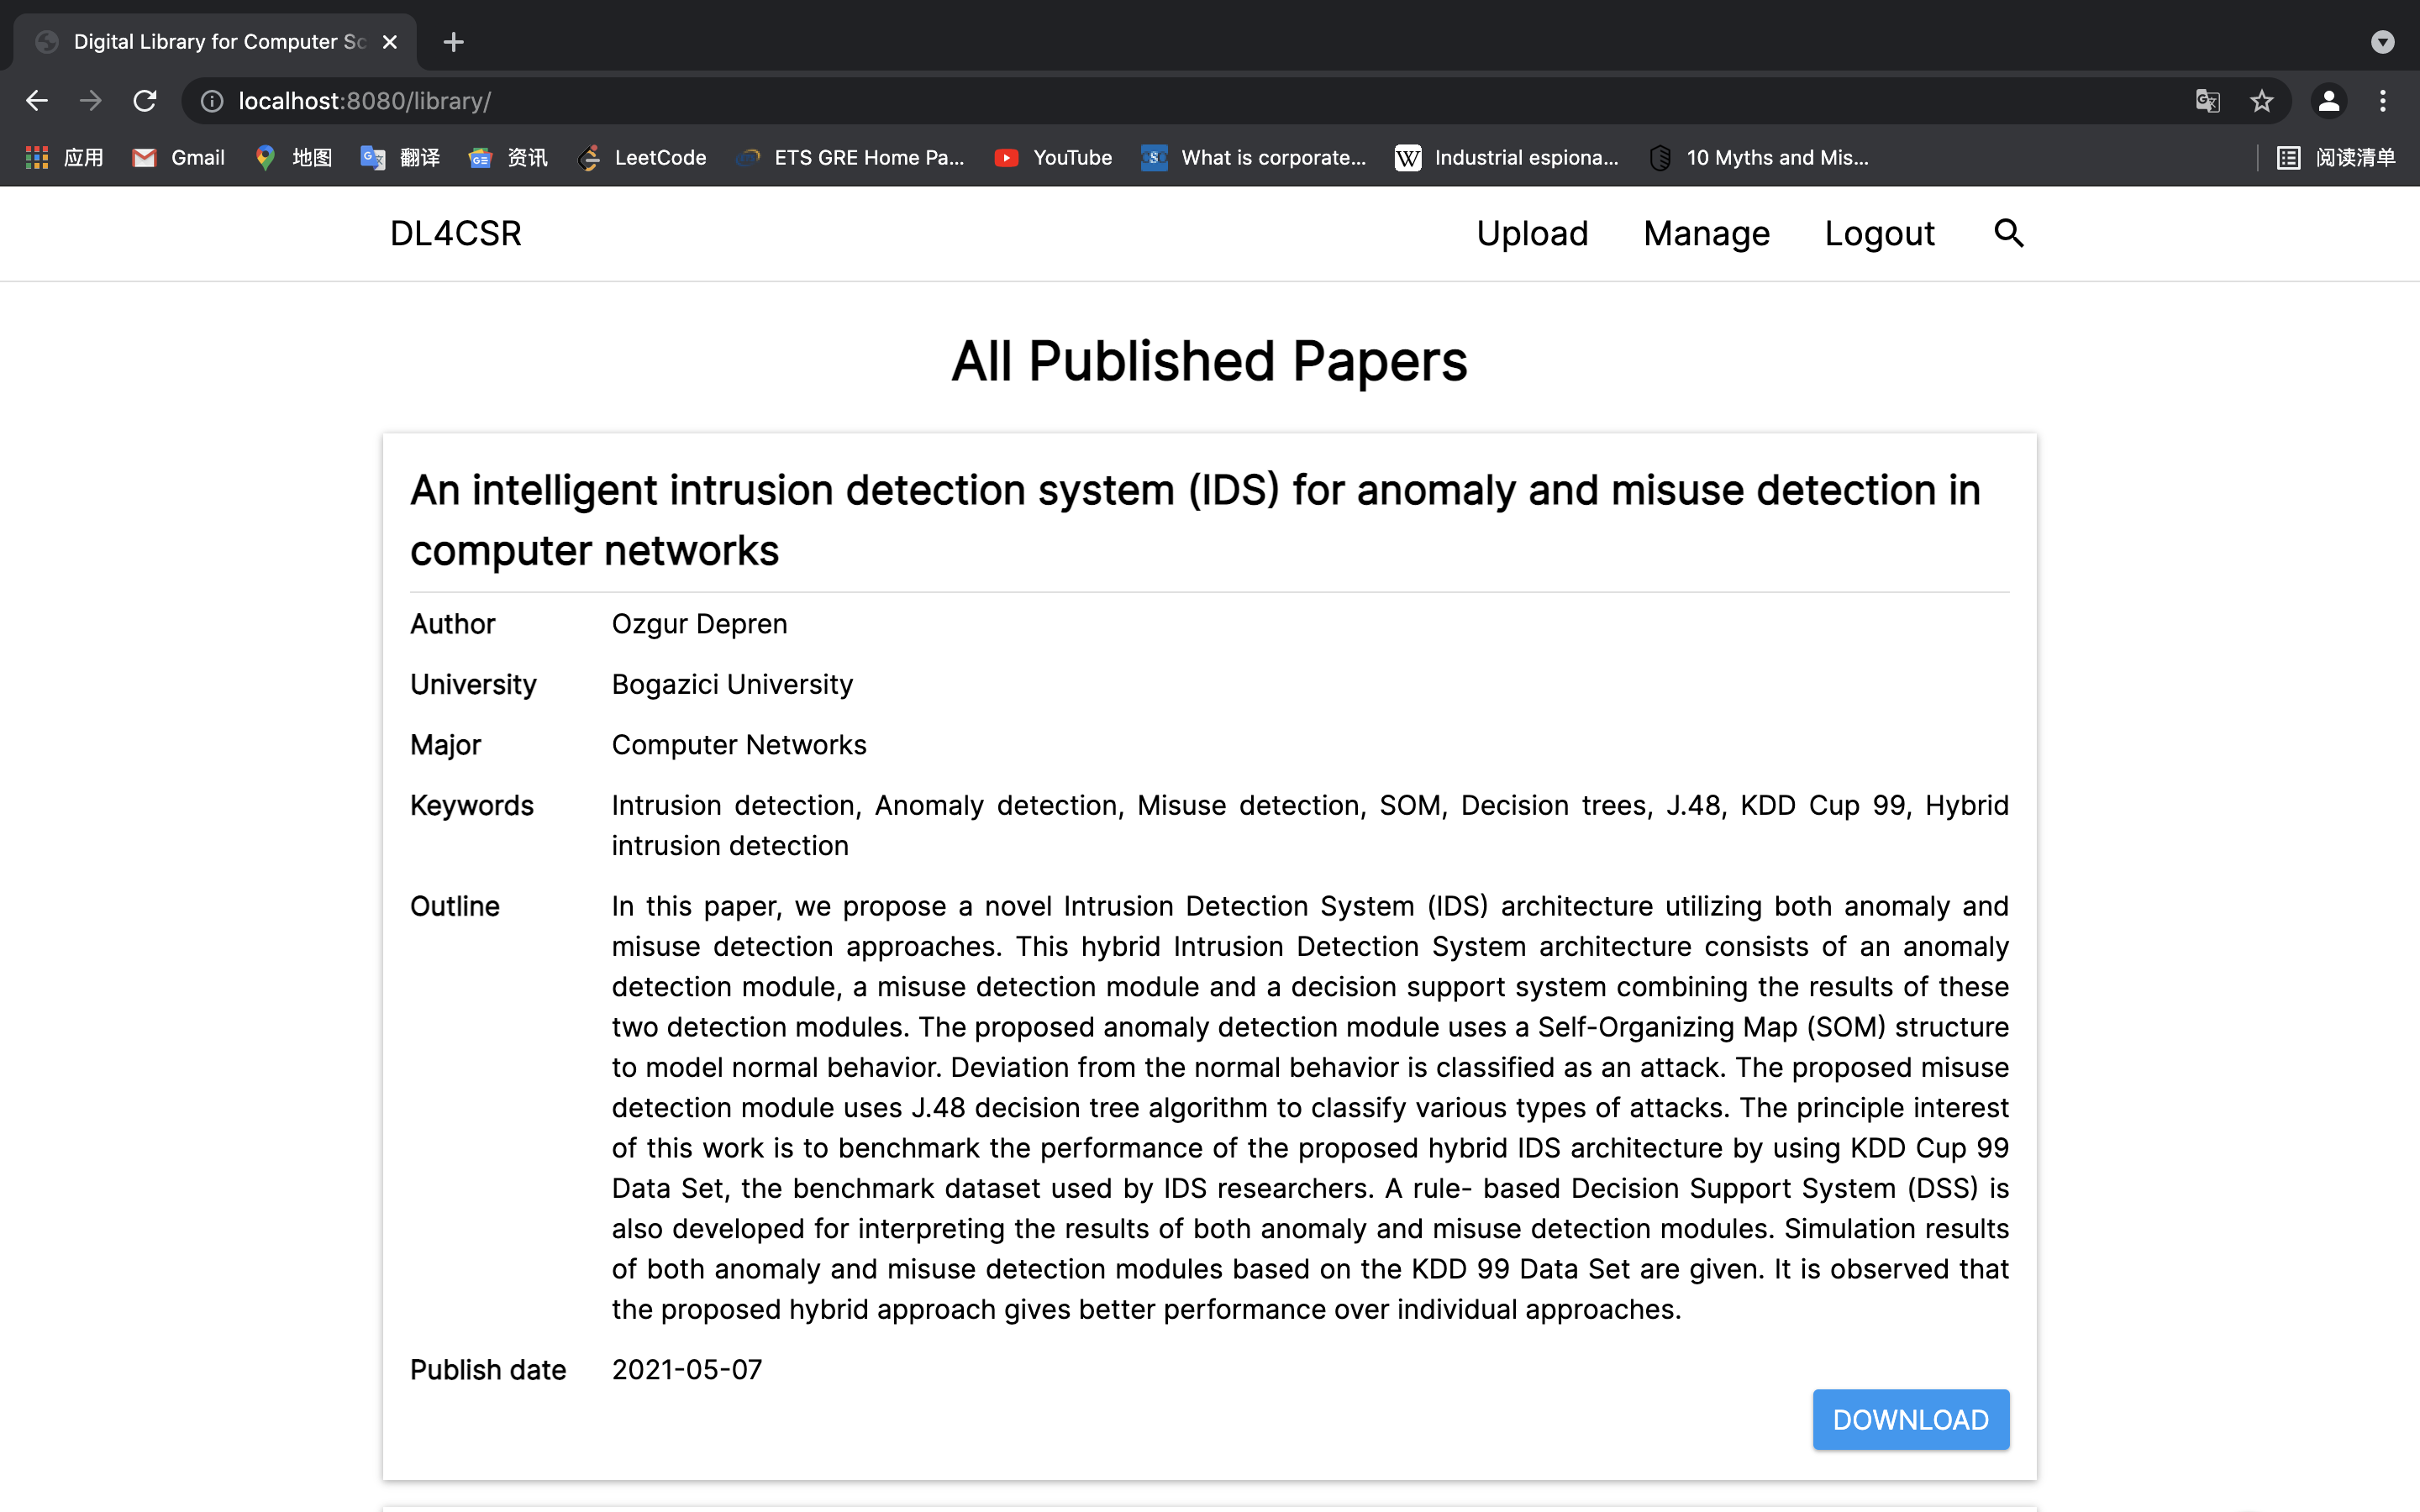 Digital Library for Computer Sc
localhost:8080/library/
应用 Gmail 地图 翻译 资讯 LeetCode ETS GRE Home Pa... YouTube What is corporate... Industrial espiona... 10 Myths and Mis... 阅读清单
DL4CSR Upload Manage Logout
All Published Papers
An intelligent intrusion detection system (IDS) for anomaly and misuse detection in
computer networks
Author Ozgur Depren
University Bogazici University
Major Computer Networks
Keywords Intrusion detection, Anomaly detection, Misuse detection, SOM, Decision trees, J.48, KDD Cup 99, Hybrid
intrusion detection
Outline In this paper, we propose a novel Intrusion Detection System (IDS) architecture utilizing both anomaly and
misuse detection approaches. This hybrid Intrusion Detection System architecture consists of an anomaly
detection module, a misuse detection module and a decision support system combining the results of these
two detection modules. The proposed anomaly detection module uses a Self-Organizing Map (SOM) structure
to model normal behavior. Deviation from the normal behavior is classified as an attack. The proposed misuse
detection module uses J.48 decision tree algorithm to classify various types of attacks. The principle interest
of this work is to benchmark the performance of the proposed hybrid IDS architecture by using KDD Cup 99
Data Set, the benchmark dataset used by IDS researchers. A rule- based Decision Support System (DSS) is
also developed for interpreting the results of both anomaly and misuse detection modules. Simulation results
of both anomaly and misuse detection modules based on the KDD 99 Data Set are given. It is observed that
the proposed hybrid approach gives better performance over individual approaches.
Publish date 2021-05-07
DOWNLOAD